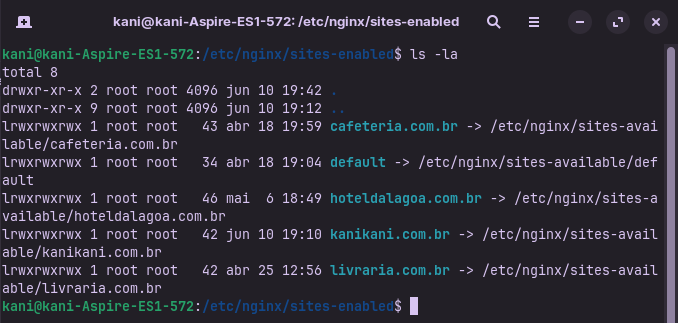 kani@kani-Aspire-ES1-572: /etc/nginx/sites-enabled
kani@kani-Aspire-ES1-572:/etc/nginx/sites-enabled$ ls -la
total 8
drwxr-xr-x 2 root root 4096 jun 10 19:42 .
drwxr-xr-x 9 root root 4096 jun 10 19:12 ..
lrwxrwxrwx 1 root root   43 abr 18 19:59 cafeteria.com.br -> /etc/nginx/sites-avai
lable/cafeteria.com.br
lrwxrwxrwx 1 root root   34 abr 18 19:04 default -> /etc/nginx/sites-available/def
ault
lrwxrwxrwx 1 root root   46 mai  6 18:49 hoteldalagoa.com.br -> /etc/nginx/sites-a
vailable/hoteldalagoa.com.br
lrwxrwxrwx 1 root root   42 jun 10 19:10 kanikani.com.br -> /etc/nginx/sites-avail
able/kanikani.com.br
lrwxrwxrwx 1 root root   42 abr 25 12:56 livraria.com.br -> /etc/nginx/sites-avail
able/livraria.com.br
kani@kani-Aspire-ES1-572:/etc/nginx/sites-enabled$